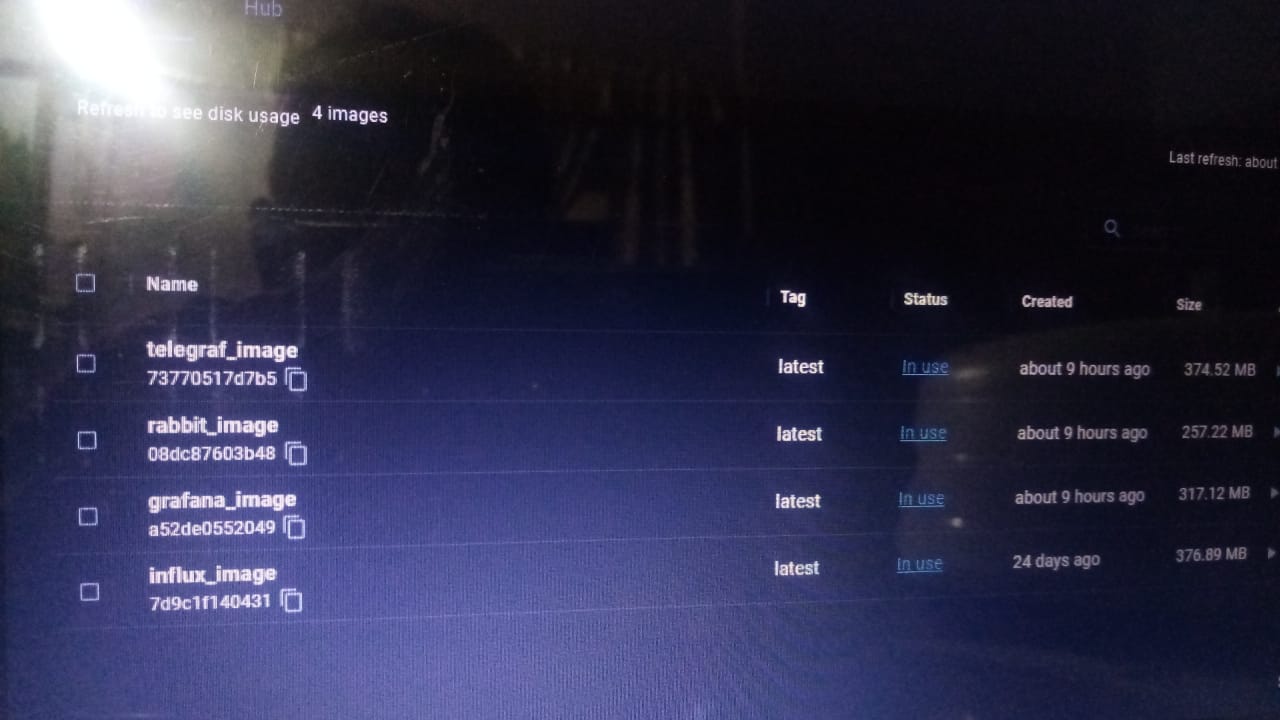 Hub
Refresh to see disk usage 4 images
Last refresh: about
Name Tag Status Created Size
telegraf_image latest In use about 9 hours ago 374.52 MB
73770517d7b5
rabbit_image latest In use about 9 hours ago 257.22 MB
08dc87603b48
grafana_image latest In use about 9 hours ago 317.12 MB
a52de0552049
influx_image latest In use 24 days ago 376.89 MB
7d9c1f140431